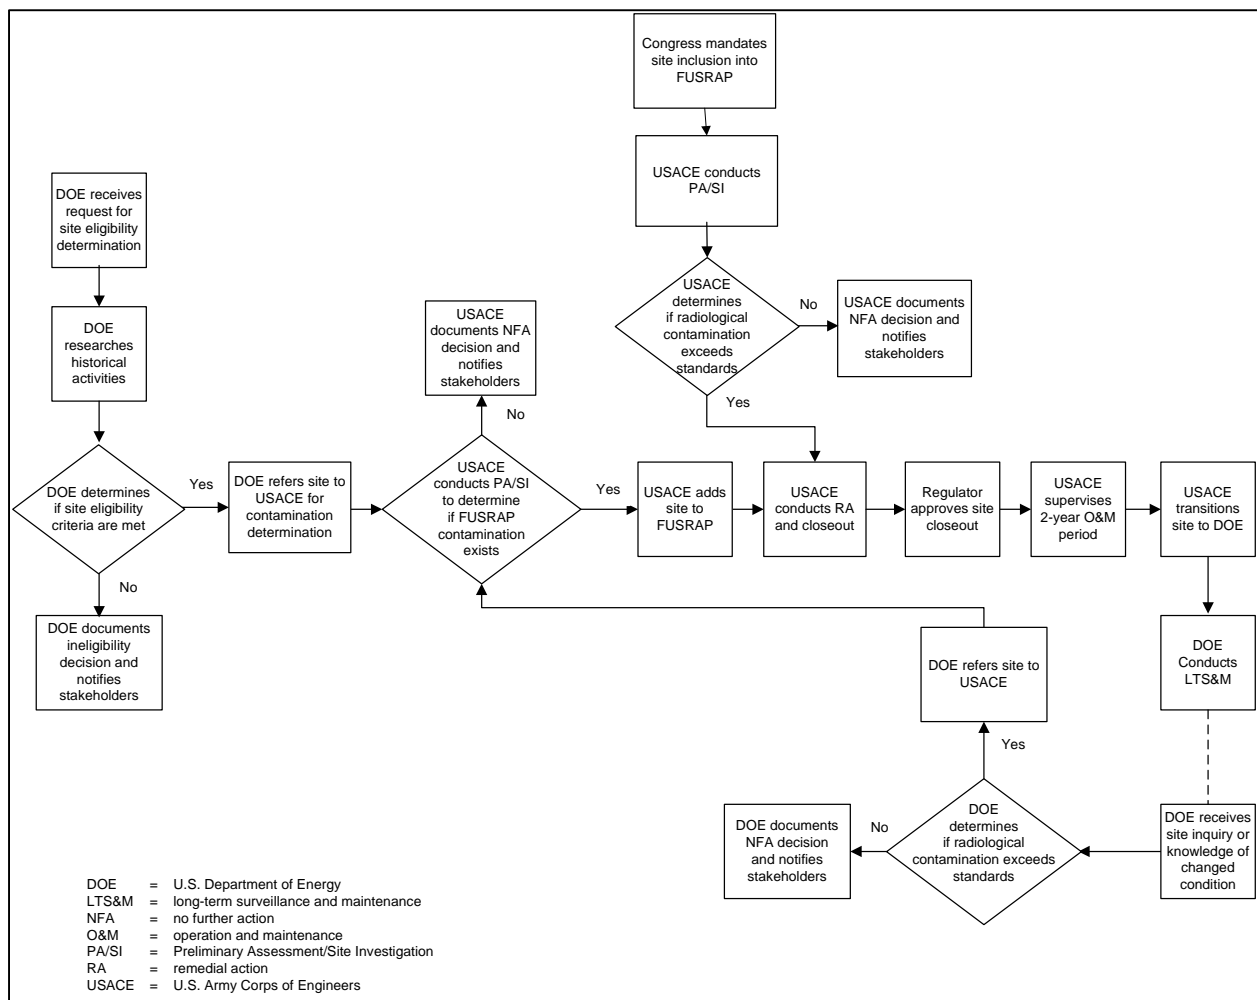 Congress mandates
site inclusion into
FUSRAP
USACE conducts
PA/SI
DOE receives
request for
site eligibility
determination
USACE
determines
if radiological
contamination
exceeds
standards
No
USACE documents
NFA decision and
notifies
stakeholders
Yes
DOE
researches
historical
activities
USACE
documents NFA
decision and
notifies
stakeholders
No
DOE determines
if site eligibility
criteria are met
Yes
DOE refers site to
USACE for
contamination
determination
USACE
conducts PA/SI
to determine
if FUSRAP
contamination
exists
Yes
USACE adds
site to
FUSRAP
USACE
conducts RA
and closeout
Regulator
approves site
closeout
USACE
supervises
2-year O&M
period
USACE
transitions
site to DOE
No
DOE documents
ineligibility
decision and
notifies
stakeholders
DOE refers site to
USACE
DOE
Conducts
LTS&M
Yes
DOE documents
NFA decision
and notifies
stakeholders
No
DOE
determines
if radiological
contamination exceeds
standards
DOE receives
site inquiry or
knowledge of
changed
condition
DOE = U.S. Department of Energy
LTS&M = long-term surveillance and maintenance
NFA = no further action
O&M = operation and maintenance
PA/SI = Preliminary Assessment/Site Investigation
RA = remedial action
USACE = U.S. Army Corps of Engineers